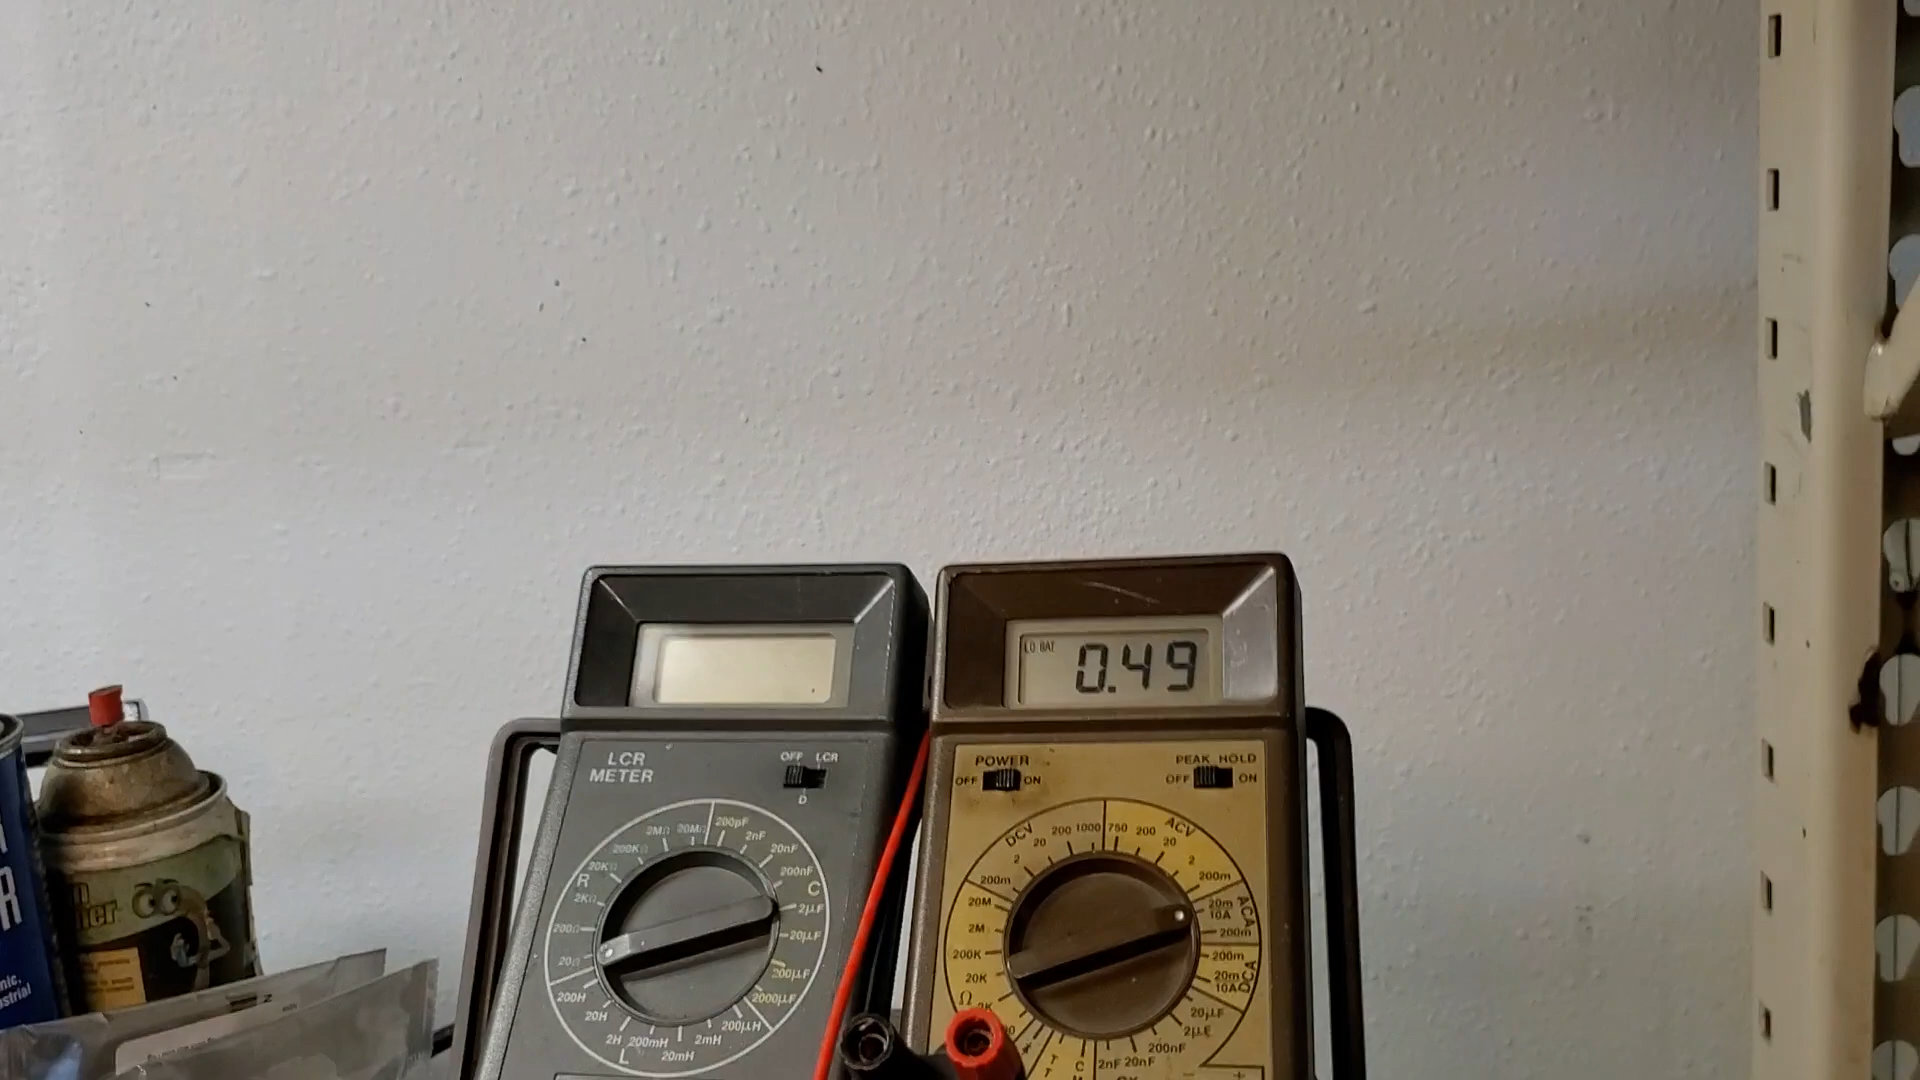 LO BAT
0.49
LCR
METER
OFF LCR
D
2MΩ 20MΩ 200pF
200KΩ 2nF
20KΩ 20nF
R 200nF
2KΩ C
2µF
200Ω 20µF
20Ω 200µF
200H 2000µF
20H 200µH
2H 200mH 2mH
L 20mH
POWER
OFF ON
PEAK HOLD
OFF ON
DCV 200 1000 750 200 ACV
20 20
2 2
200m 200m
20M 20m
10A ACA
2M 200m
200K 200m
20K 20m
10A DCA
Ω 2K 20µF
2µF
200nF
2nF 20nF
R